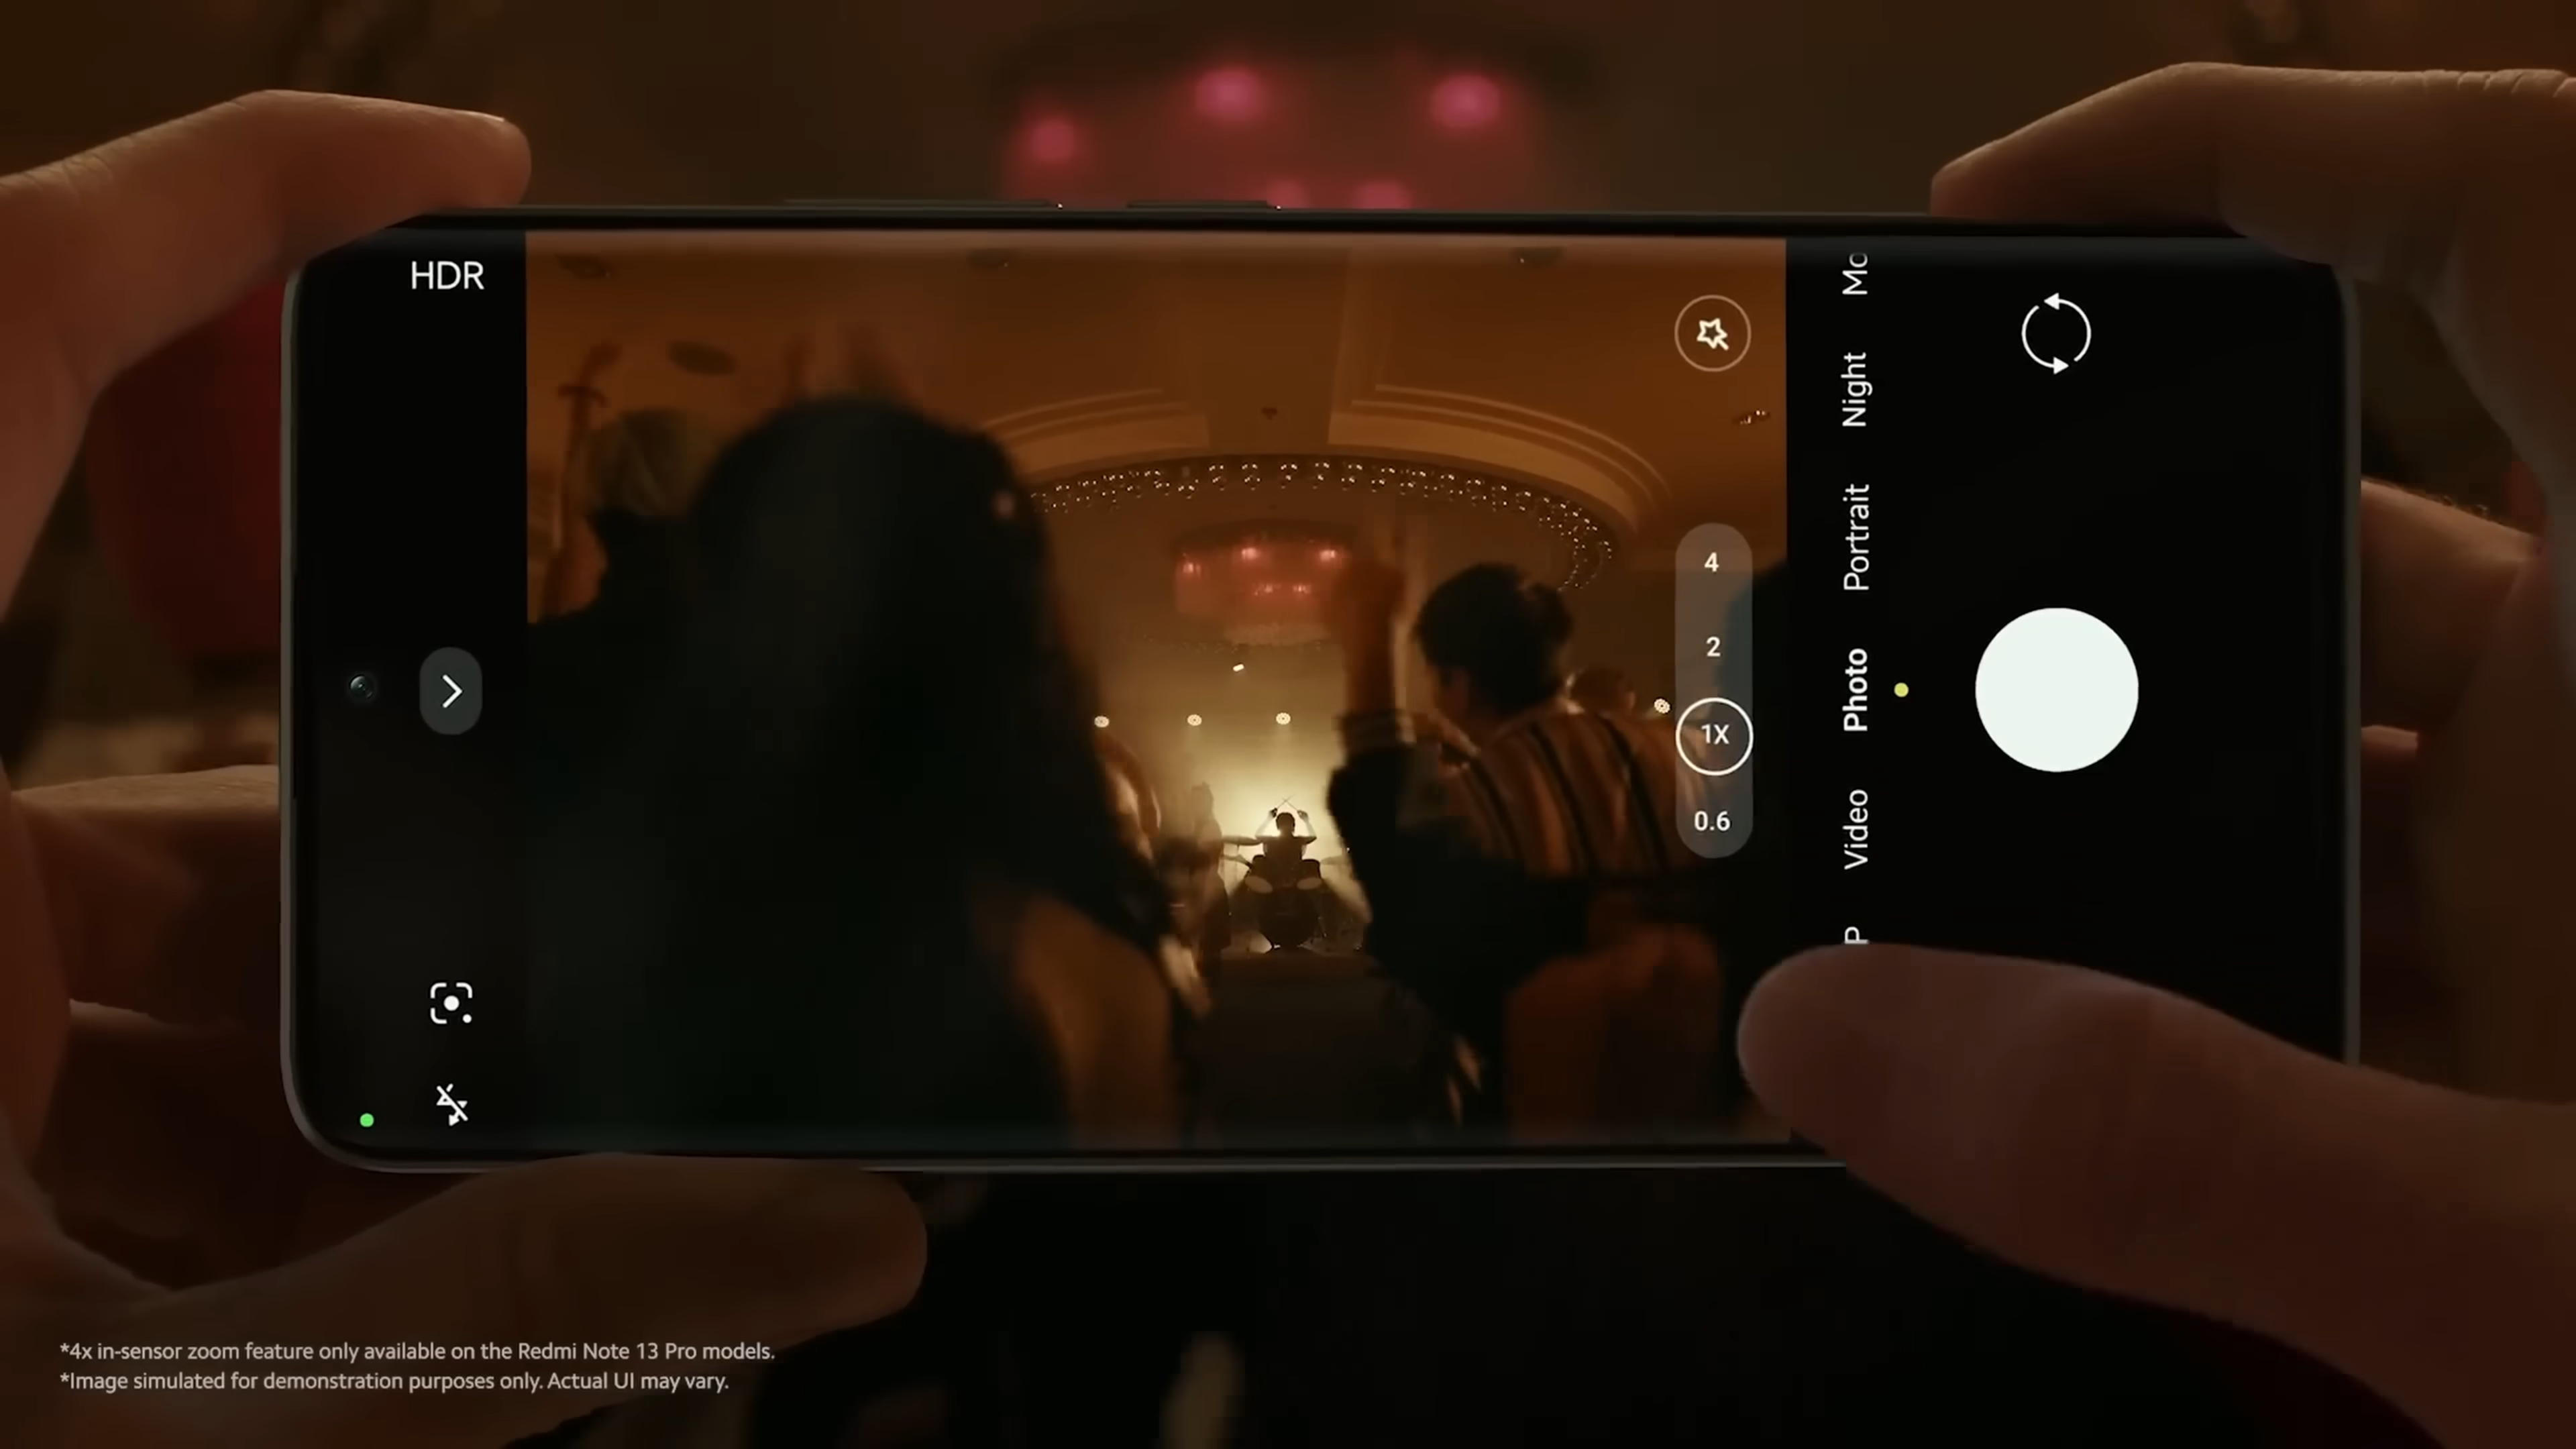 HDR
4
2
1X
0.6
Mo
Night
Portrait
Photo
Video
P
*4x in-sensor zoom feature only available on the Redmi Note 13 Pro models.
*Image simulated for demonstration purposes only. Actual UI may vary.